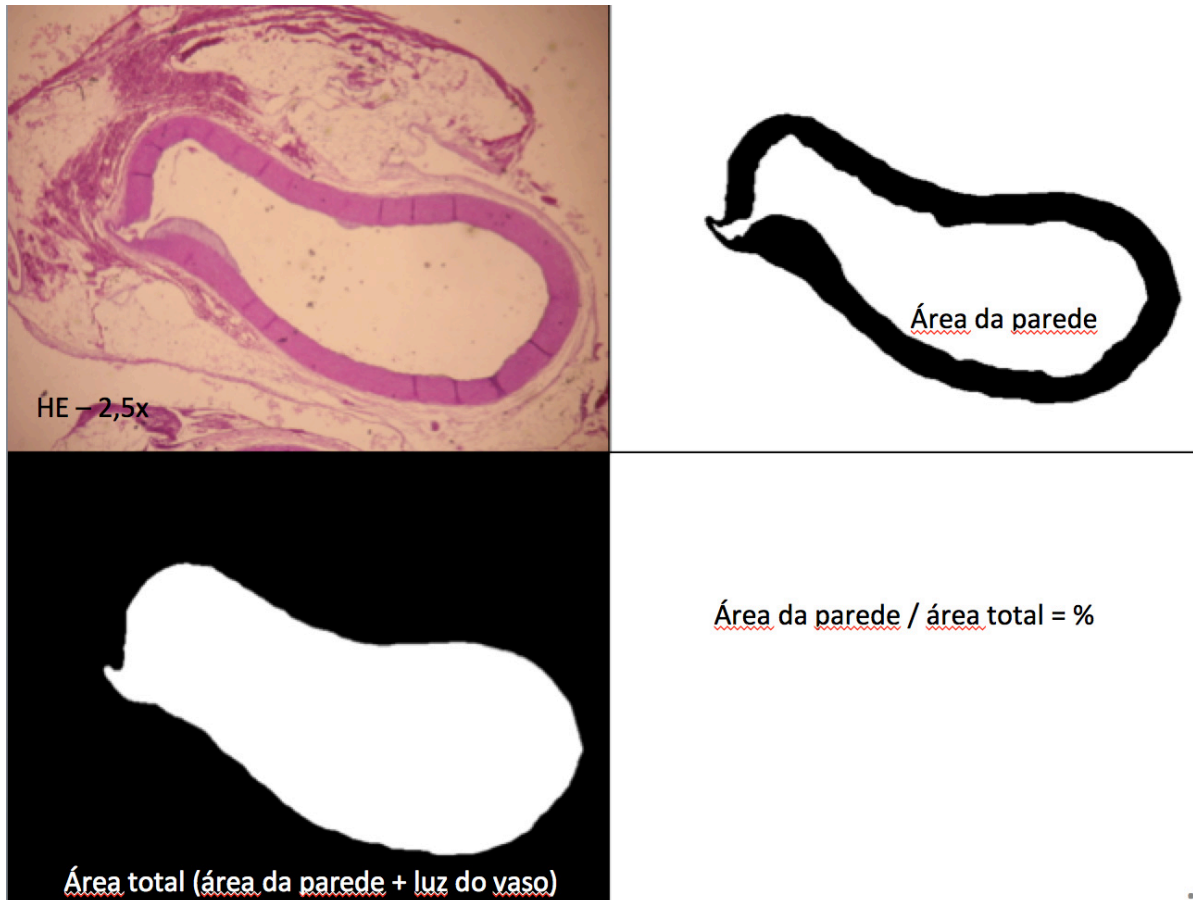 HE – 2,5x
Área da parede
Área total (área da parede + luz do vaso)
Área da parede / área total = %